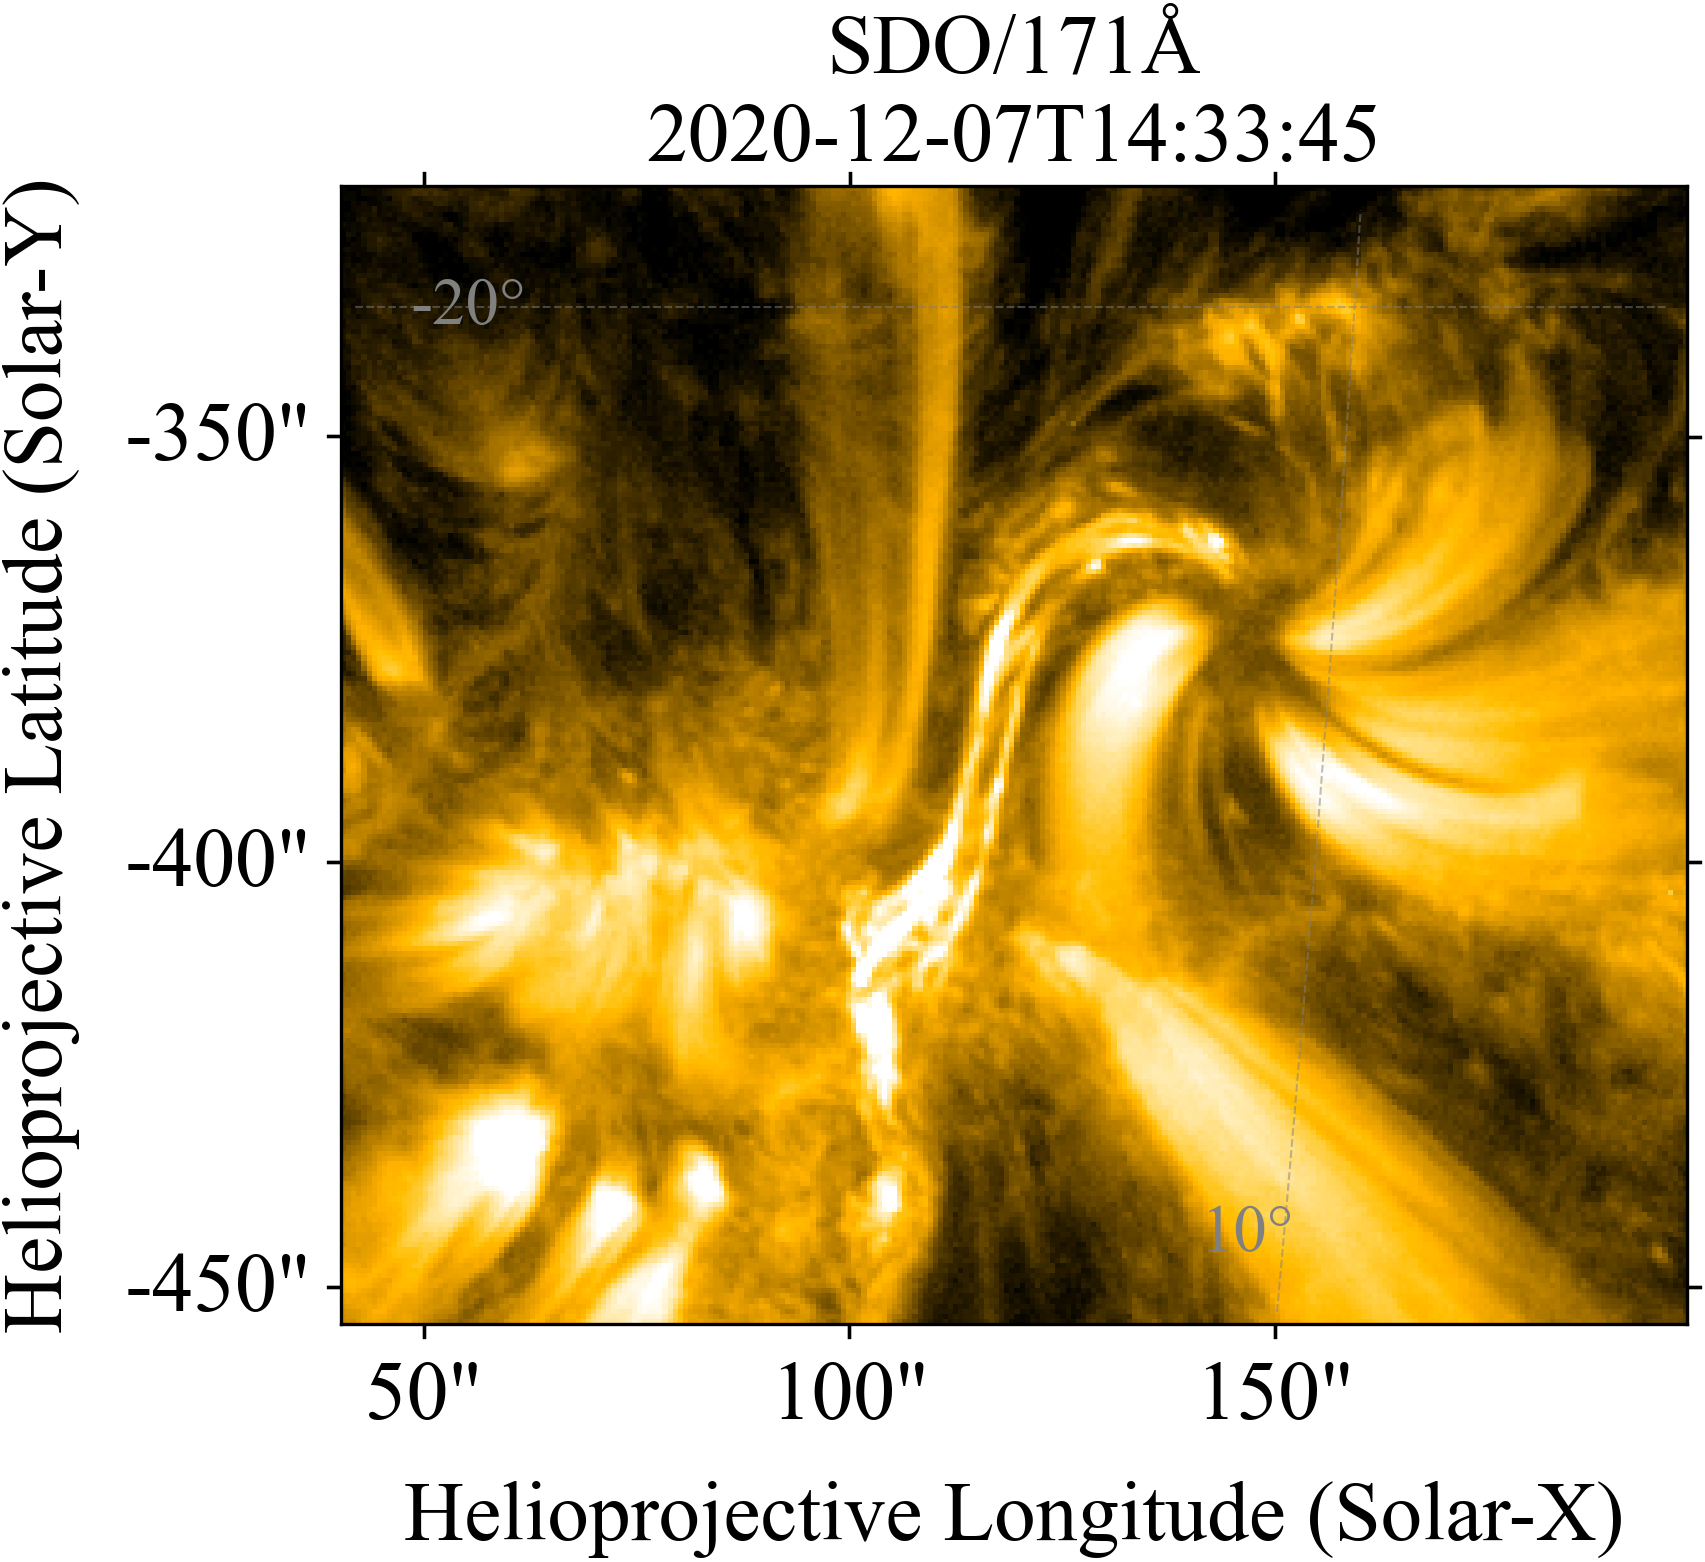 SDO/171Å
2020-12-07T14:33:45
Helioprojective Latitude (Solar-Y)
-20°
-350"
-400"
-450"
10°
50" 100" 150"
Helioprojective Longitude (Solar-X)